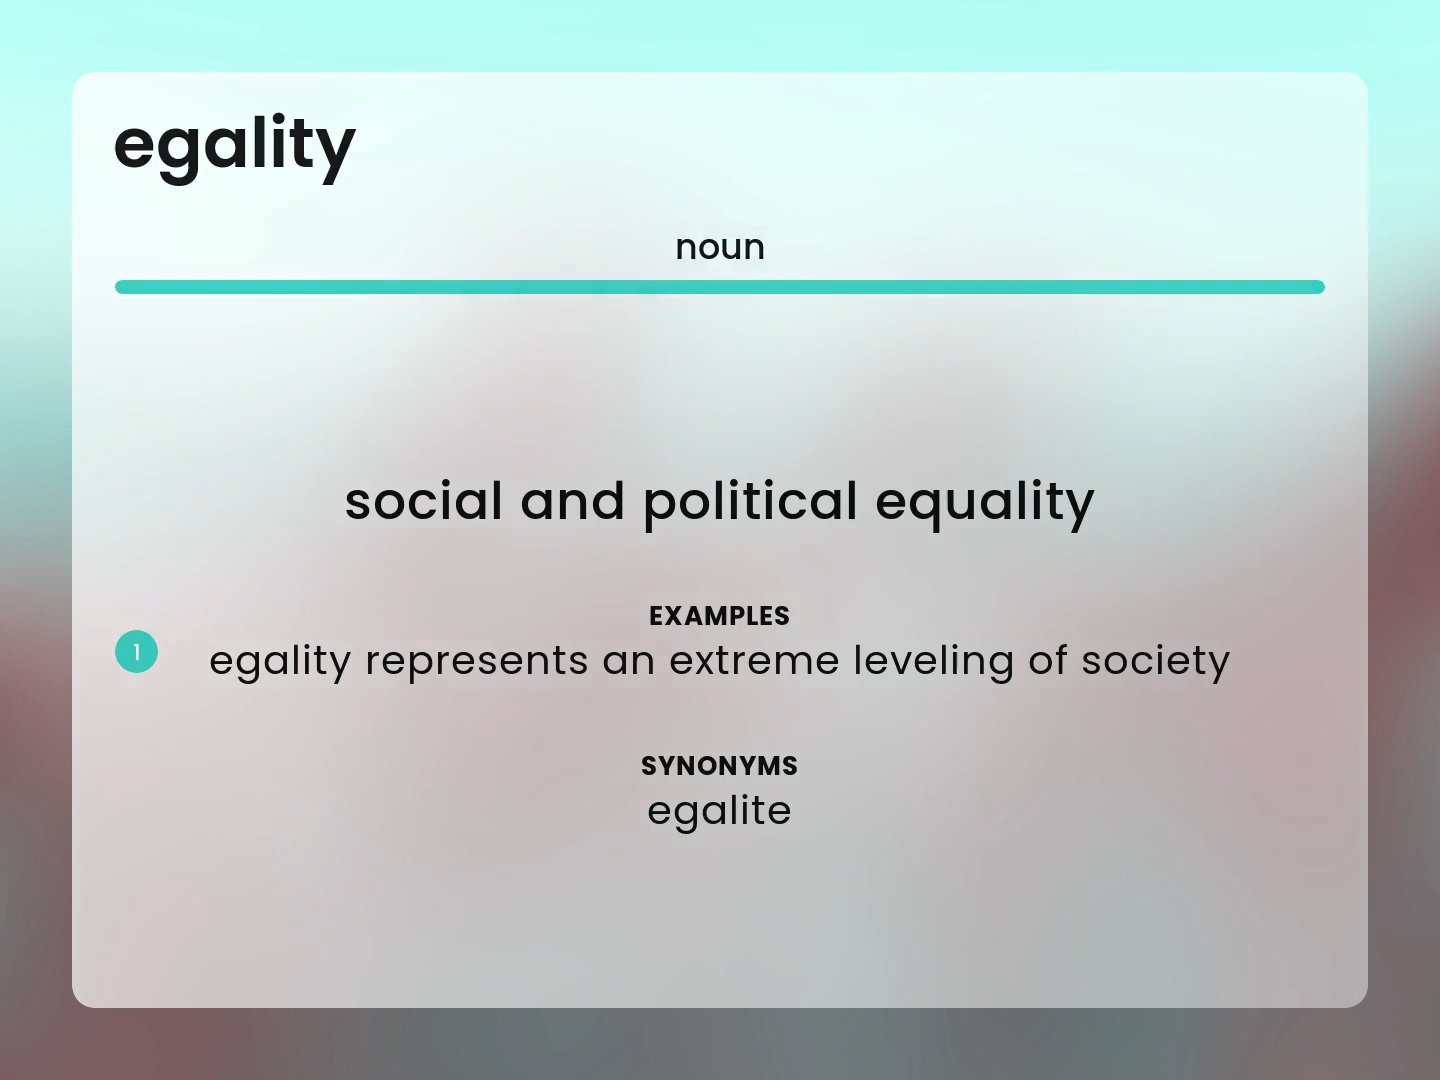 egality
noun
social and political equality
EXAMPLES
1 egality represents an extreme leveling of society
SYNONYMS
egalite